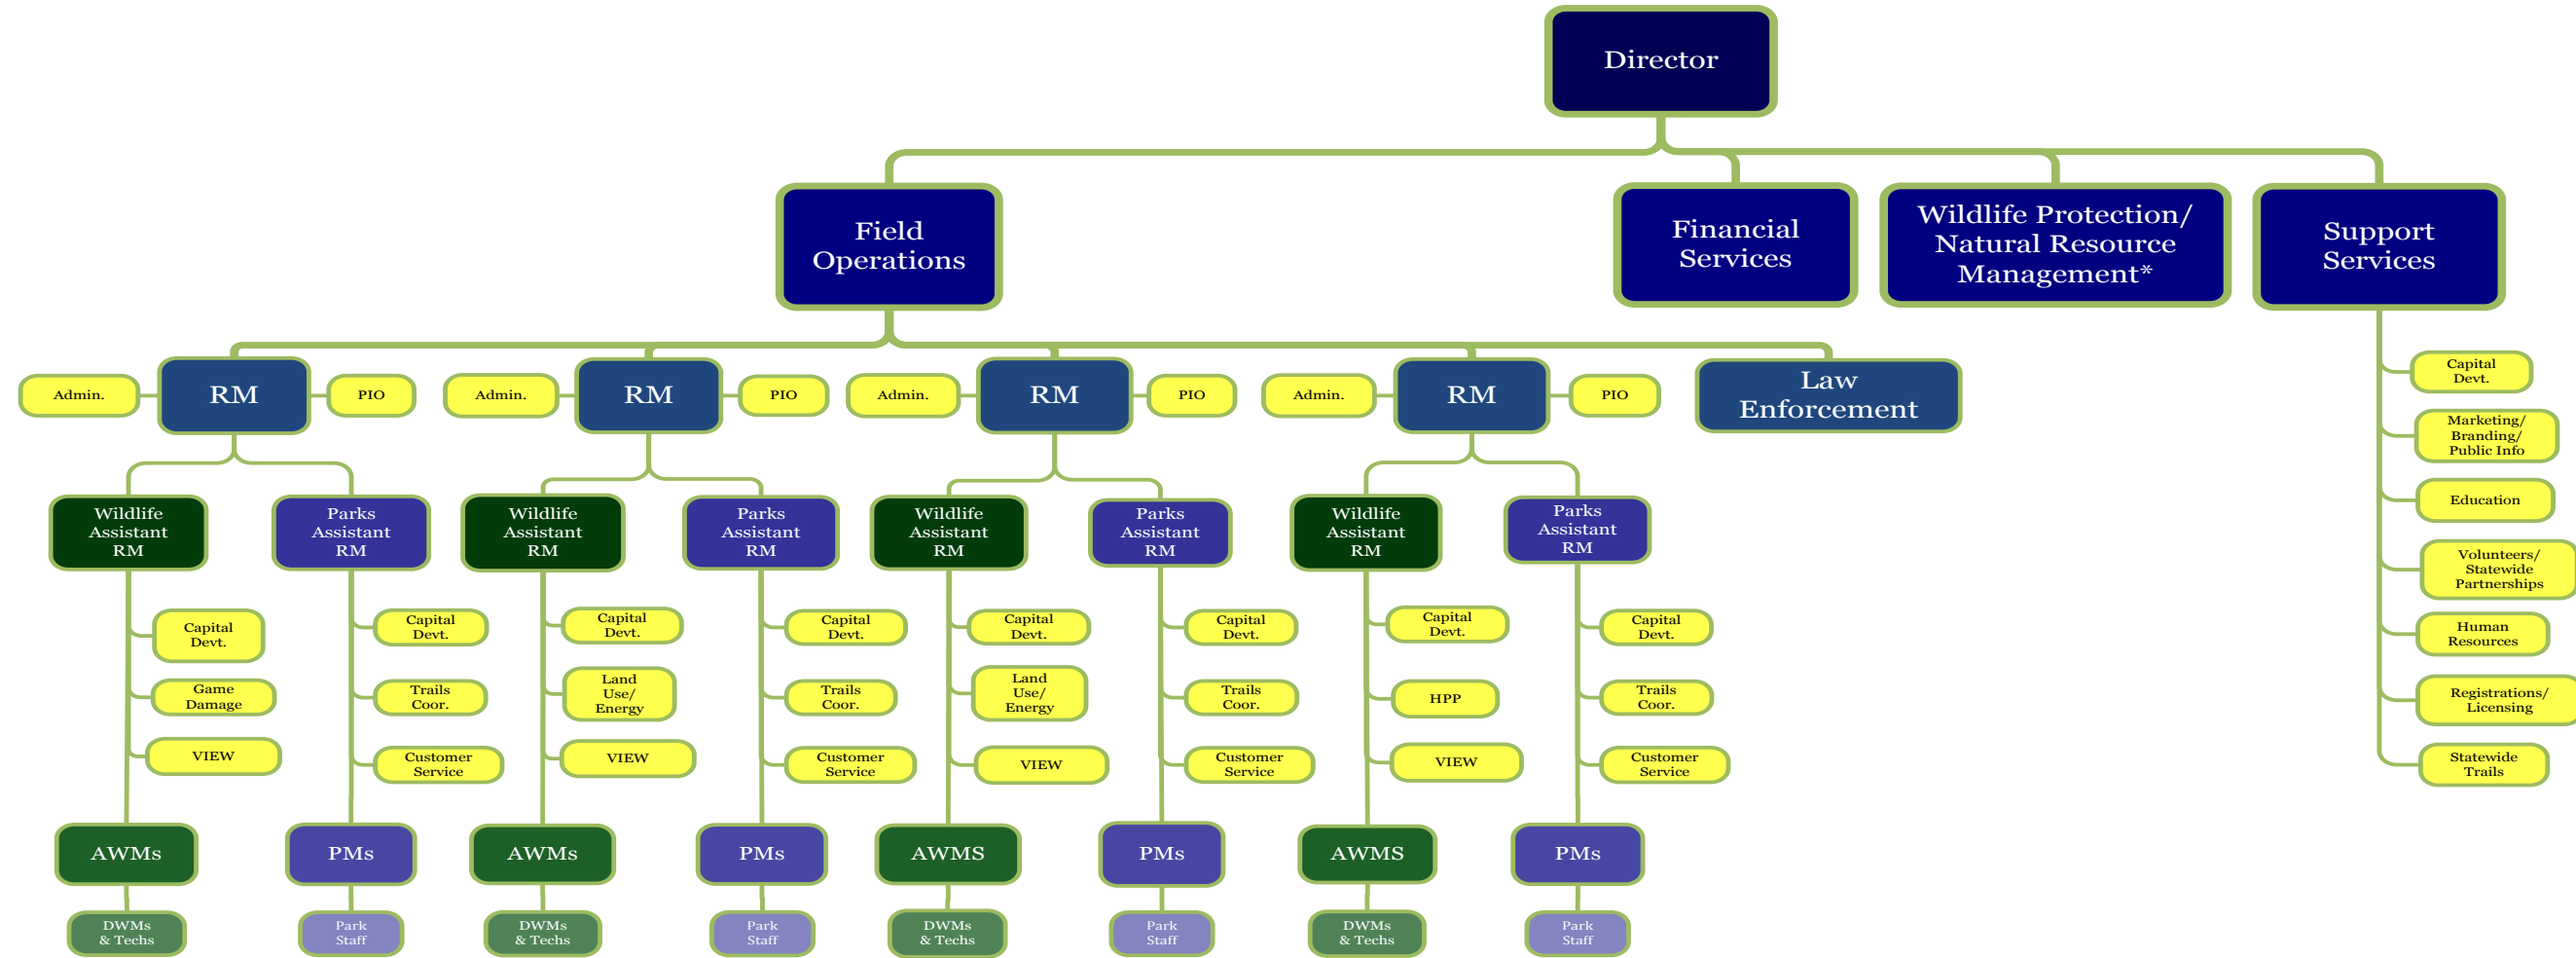 Director
Field
Operations
Financial
Services
Wildlife Protection/
Natural Resource
Management*
Support
Services
Admin.
RM
PIO
Admin.
RM
PIO
Admin.
RM
PIO
Admin.
RM
PIO
Law
Enforcement
Wildlife
Assistant
RM
Parks
Assistant
RM
Wildlife
Assistant
RM
Parks
Assistant
RM
Wildlife
Assistant
RM
Parks
Assistant
RM
Wildlife
Assistant
RM
Parks
Assistant
RM
Capital
Devt.
Game
Damage
VIEW
Capital
Devt.
Trails
Coor.
Customer
Service
Capital
Devt.
Land
Use/
Energy
VIEW
Capital
Devt.
Trails
Coor.
Customer
Service
Capital
Devt.
Land
Use/
Energy
VIEW
Capital
Devt.
Trails
Coor.
Customer
Service
Capital
Devt.
HPP
VIEW
Capital
Devt.
Trails
Coor.
Customer
Service
Capital
Devt.
Marketing/
Branding/
Public Info
Education
Volunteers/
Statewide
Partnerships
Human
Resources
Registrations/
Licensing
Statewide
Trails
AWMs
PMs
AWMs
PMs
AWMS
PMs
AWMS
PMs
DWMs
& Techs
Park
Staff
DWMs
& Techs
Park
Staff
DWMs
& Techs
Park
Staff
DWMs
& Techs
Park
Staff